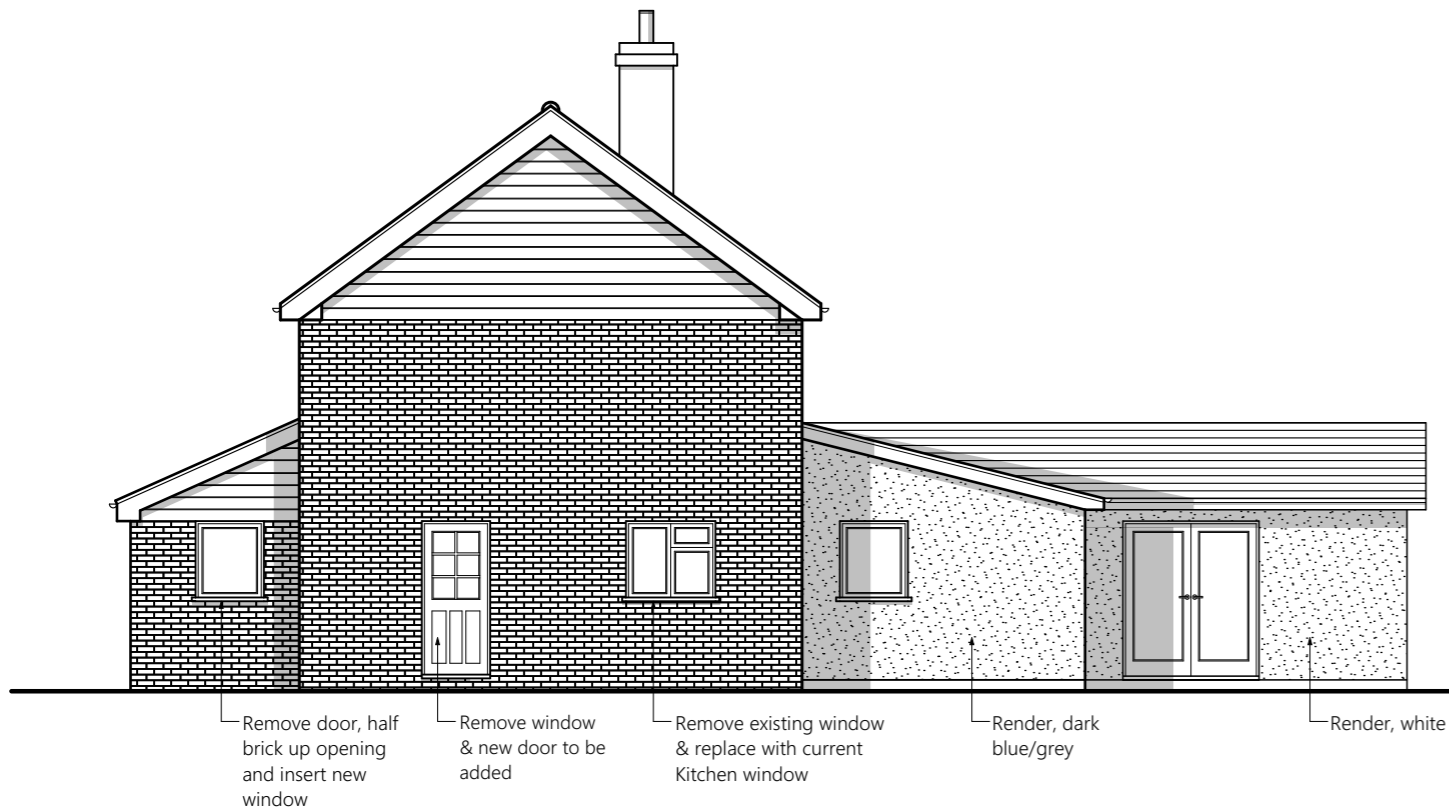 Remove door, half
brick up opening
and insert new
window
Remove window
& new door to be
added
Remove existing window
& replace with current
Kitchen window
Render, dark
blue/grey
Render, white